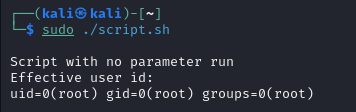 ┌──(kali㉿kali)-[~]
└─$ sudo ./script.sh
Script with no parameter run
Effective user id:
uid=0(root) gid=0(root) groups=0(root)